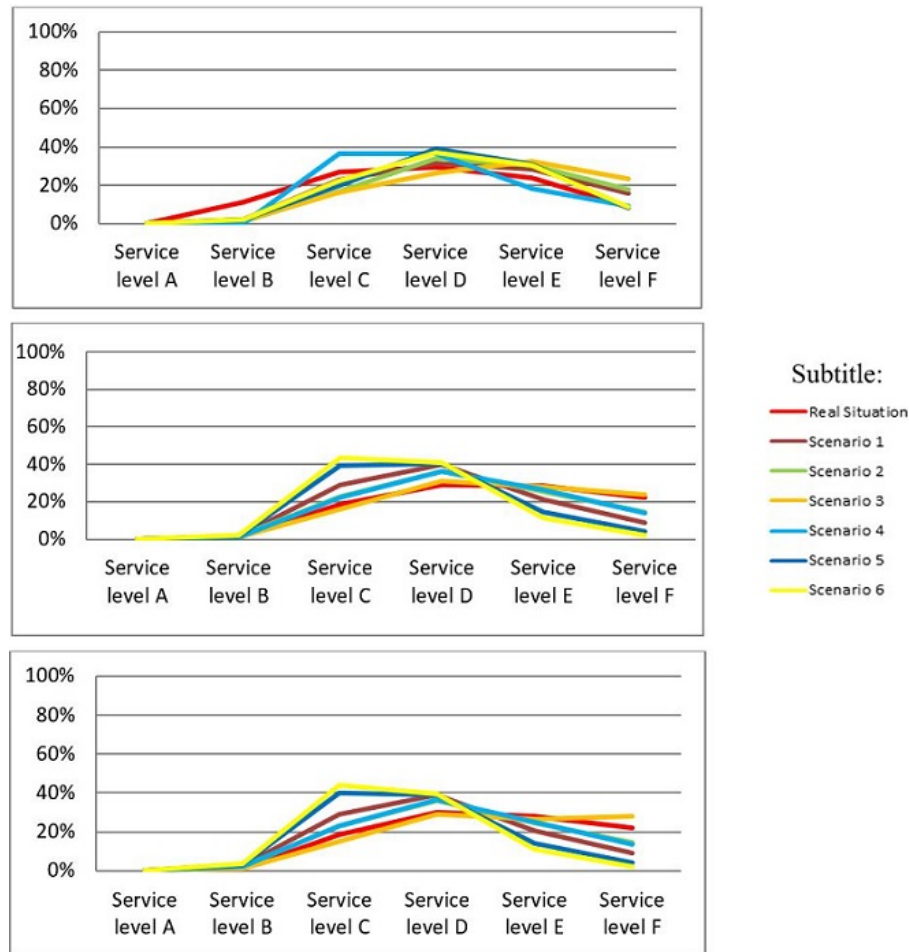 100%
80%
60%
40%
20%
0%
Service level A
Service level B
Service level C
Service level D
Service level E
Service level F
100%
80%
60%
40%
20%
0%
Service level A
Service level B
Service level C
Service level D
Service level E
Service level F
Subtitle:
Real Situation
Scenario 1
Scenario 2
Scenario 3
Scenario 4
Scenario 5
Scenario 6
100%
80%
60%
40%
20%
0%
Service level A
Service level B
Service level C
Service level D
Service level E
Service level F